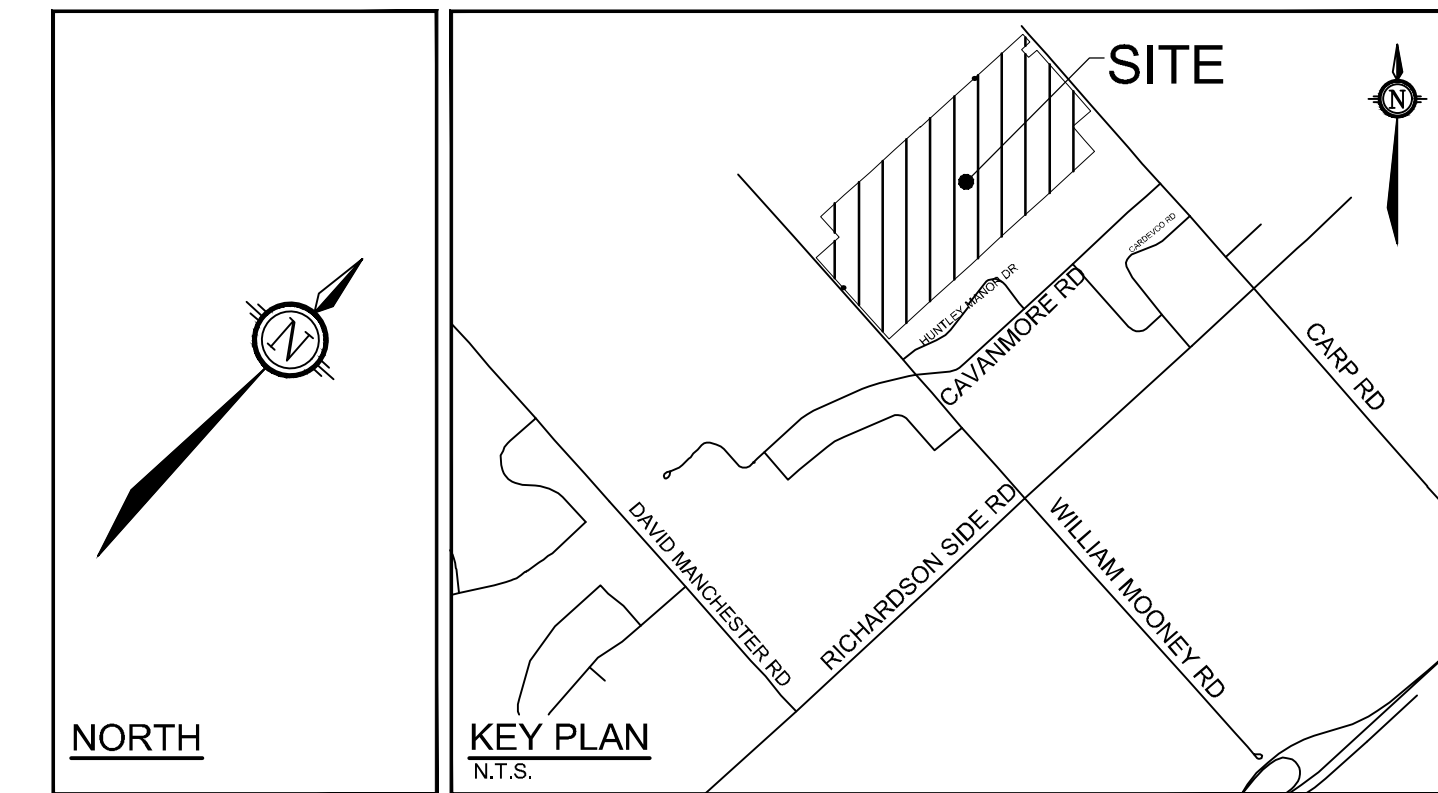 SITE
N
CARDEVCO RD
HUNTLEY MANOR DR
CAVANMORE RD
CARP RD
N
DAVID MANCHESTER RD
RICHARDSON SIDE RD
WILLIAM MOONEY RD
NORTH
KEY PLAN
N.T.S.